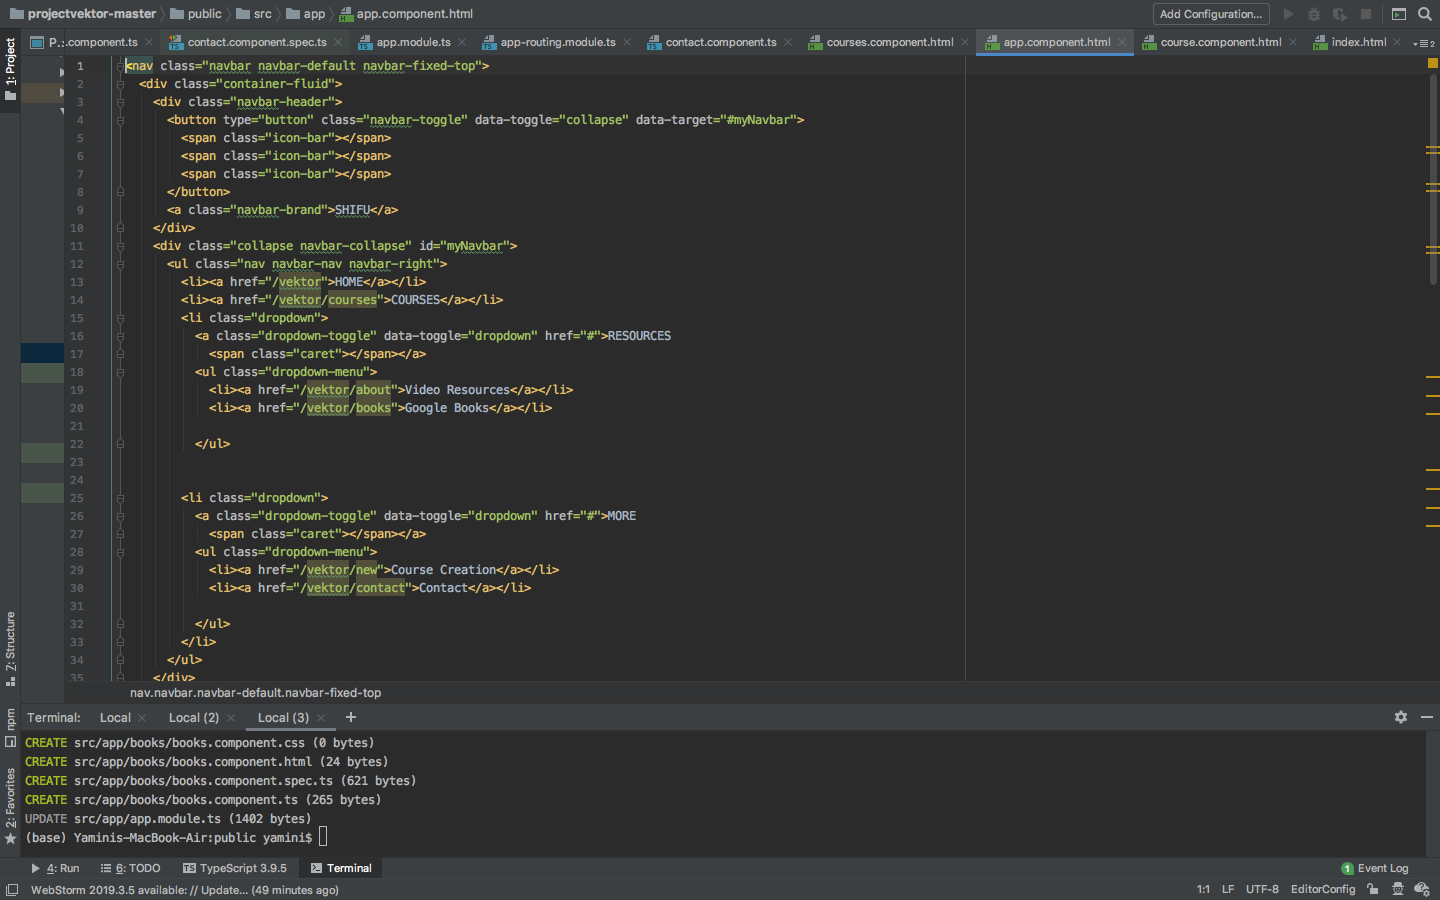 projectvektor-master public src app app.component.html Add Configuration...
1: Project P.: .component.ts contact.component.spec.ts app.module.ts app-routing.module.ts contact.component.ts courses.component.html app.component.html course.component.html index.html 2
1 <nav class="navbar navbar-default navbar-fixed-top">
2 <div class="container-fluid">
3 <div class="navbar-header">
4 <button type="button" class="navbar-toggle" data-toggle="collapse" data-target="#myNavbar">
5 <span class="icon-bar"></span>
6 <span class="icon-bar"></span>
7 <span class="icon-bar"></span>
8 </button>
9 <a class="navbar-brand">SHIFU</a>
10 </div>
11 <div class="collapse navbar-collapse" id="myNavbar">
12 <ul class="nav navbar-nav navbar-right">
13 <li><a href="/vektor">HOME</a></li>
14 <li><a href="/vektor/courses">COURSES</a></li>
15 <li class="dropdown">
16 <a class="dropdown-toggle" data-toggle="dropdown" href="#">RESOURCES
17 <span class="caret"></span></a>
18 <ul class="dropdown-menu">
19 <li><a href="/vektor/about">Video Resources</a></li>
20 <li><a href="/vektor/books">Google Books</a></li>
21
22 </ul>
23
24
25 <li class="dropdown">
26 <a class="dropdown-toggle" data-toggle="dropdown" href="#">MORE
27 <span class="caret"></span></a>
28 <ul class="dropdown-menu">
29 <li><a href="/vektor/new">Course Creation</a></li>
30 <li><a href="/vektor/contact">Contact</a></li>
31
32 </ul>
33 </li>
34 </ul>
35 </div>
7: Structure
nav.navbar.navbar-default.navbar-fixed-top
npm
Terminal: Local Local (2) Local (3) +
CREATE src/app/books/books.component.css (0 bytes)
CREATE src/app/books/books.component.html (24 bytes)
CREATE src/app/books/books.component.spec.ts (621 bytes)
CREATE src/app/books/books.component.ts (265 bytes)
UPDATE src/app/app.module.ts (1402 bytes)
(base) Yaminis-MacBook-Air:public yamini$
2: Favorites
4: Run 6: TODO TypeScript 3.9.5 Terminal 1 Event Log
WebStorm 2019.3.5 available: // Update... (49 minutes ago) 1:1 LF UTF-8 EditorConfig